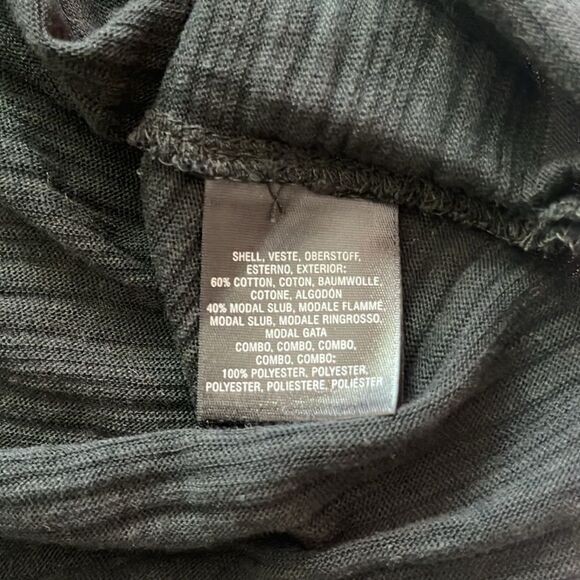 SHELL, VESTE, OBERSTOFF,
ESTERNO, EXTERIOR:
60% COTTON, COTON, BAUMWOLLE,
COTONE, ALGODÓN
40% MODAL SLUB, MODALE FLAMMÉ,
MODAL SLUB, MODALE RINGROSSO,
MODAL GATA
COMBO, COMBO, COMBO,
COMBO, COMBO:
100% POLYESTER, POLYESTER,
POLYESTER, POLIESTERE, POLIESTER